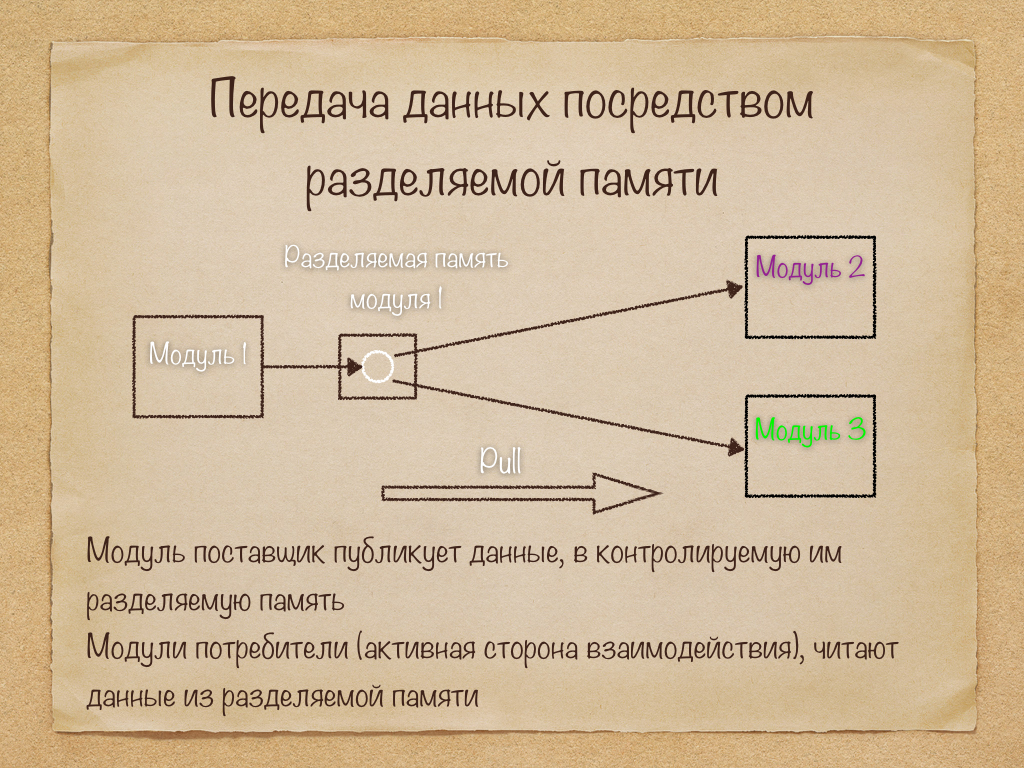 Передача данных посредством
разделяемой памяти
Разделяемая память
модуля 1
Модуль 1
Модуль 2
Модуль 3
Pull
Модуль поставщик публикует данные, в контролируемую им
разделяемую память
Модули потребители (активная сторона взаимодействия), читают
данные из разделяемой памяти